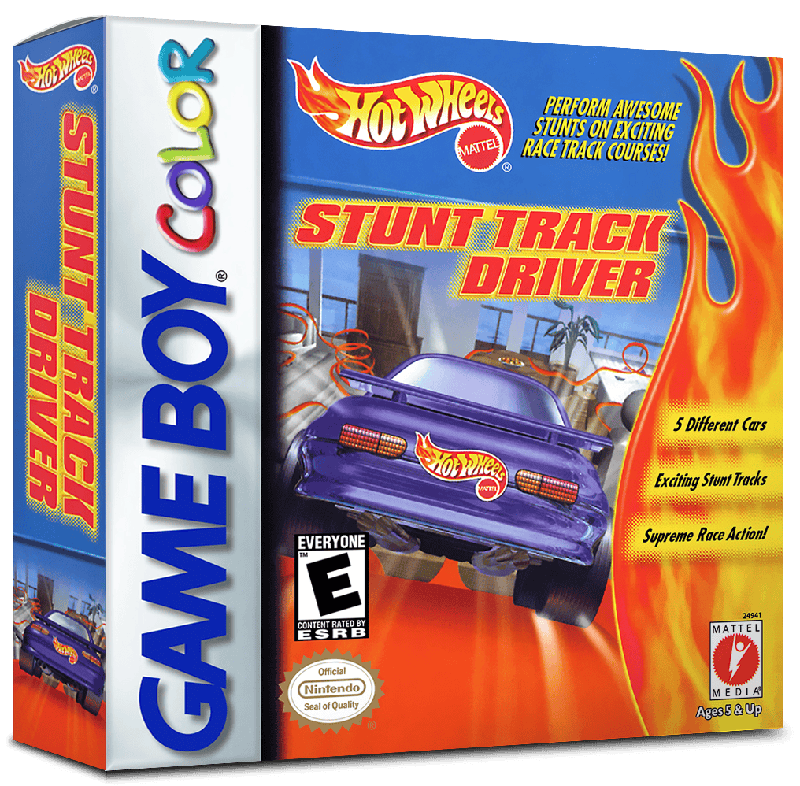 HOT WHEELS
®
STUNT TRACK
DRIVER
GAME BOY COLOR
®
HOT WHEELS
MATTEL
®
PERFORM AWESOME
STUNTS ON EXCITING
RACE TRACK COURSES!
STUNT TRACK
DRIVER
HOT WHEELS
MATTEL
5 Different Cars
Exciting Stunt Tracks
Supreme Race Action!
EVERYONE
TM
E
CONTENT RATED BY
ESRB
Official
Nintendo
Seal of Quality
®
24941
MATTEL
MEDIA
Ages 5 & Up